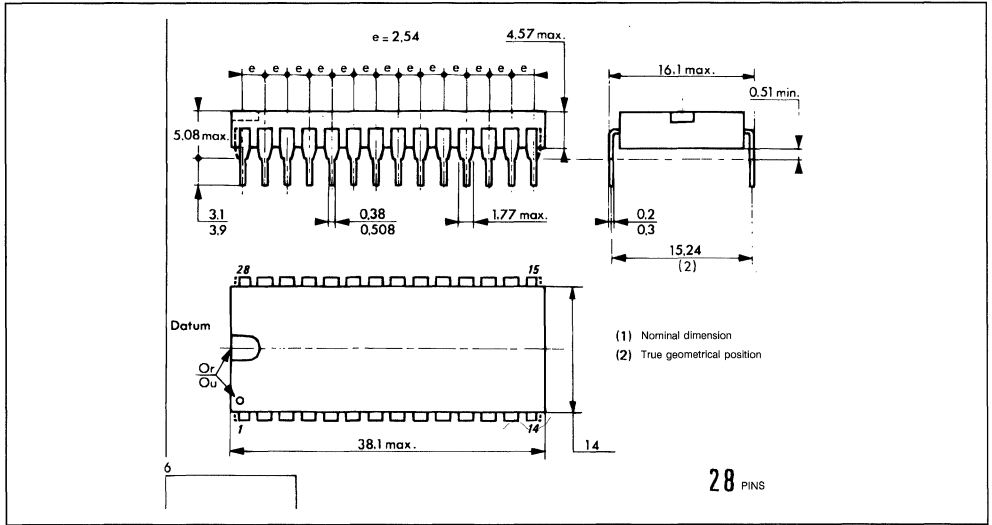 e = 2,54
4,57 max.
e e e e e e e e e e e e e
16.1 max.
0.51 min.
5,08 max.
3.1
3.9
0,38
0,508
1.77 max.
0,2
0,3
15,24
(2)
28
15
Datum
Or
Ou
1
14
38.1 max.
14
(1) Nominal dimension
(2) True geometrical position
6
28 PINS